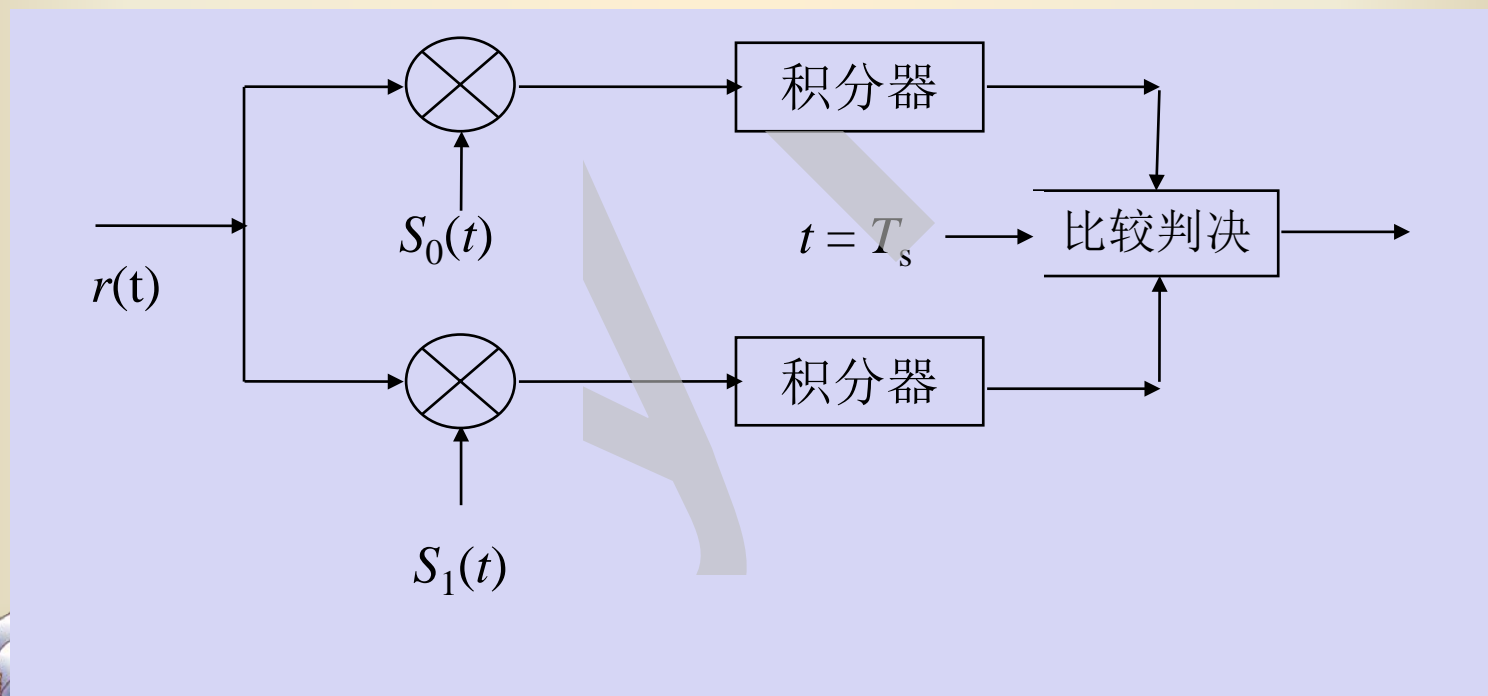 积分器
S₀(t)
t = Tₛ
比较判决
r(t)
积分器
S₁(t)